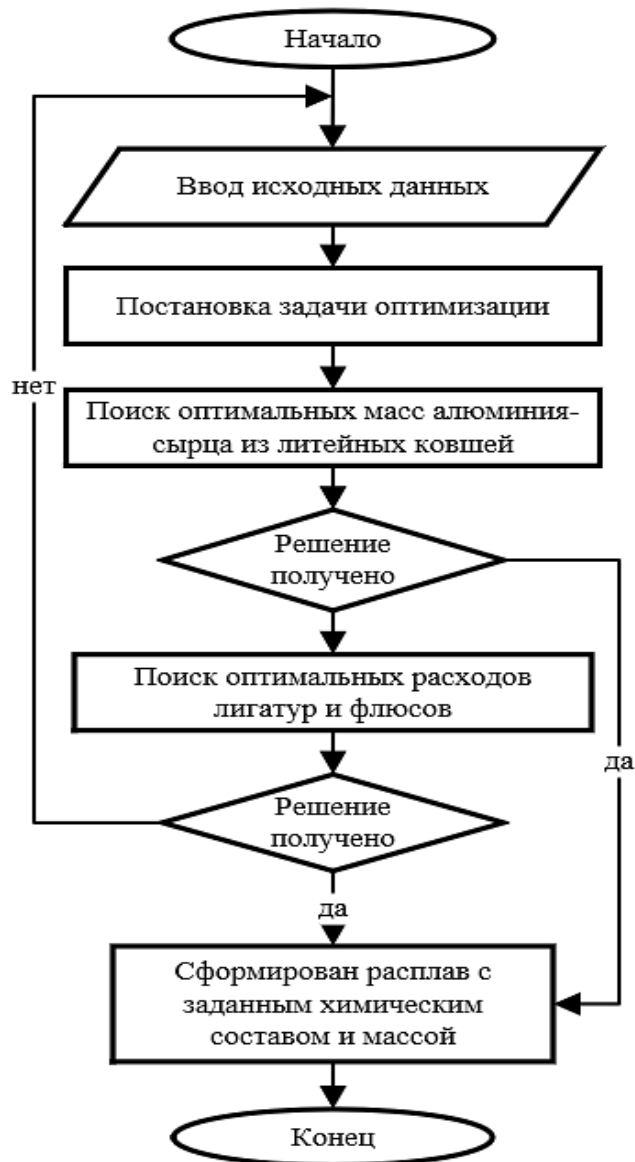 Начало
Ввод исходных данных
Постановка задачи оптимизации
нет
Поиск оптимальных масс алюминия-
сырца из литейных ковшей
Решение
получено
Поиск оптимальных расходов
лигатур и флюсов
да
Решение
получено
да
Сформирован расплав с
заданным химическим
составом и массой
Конец